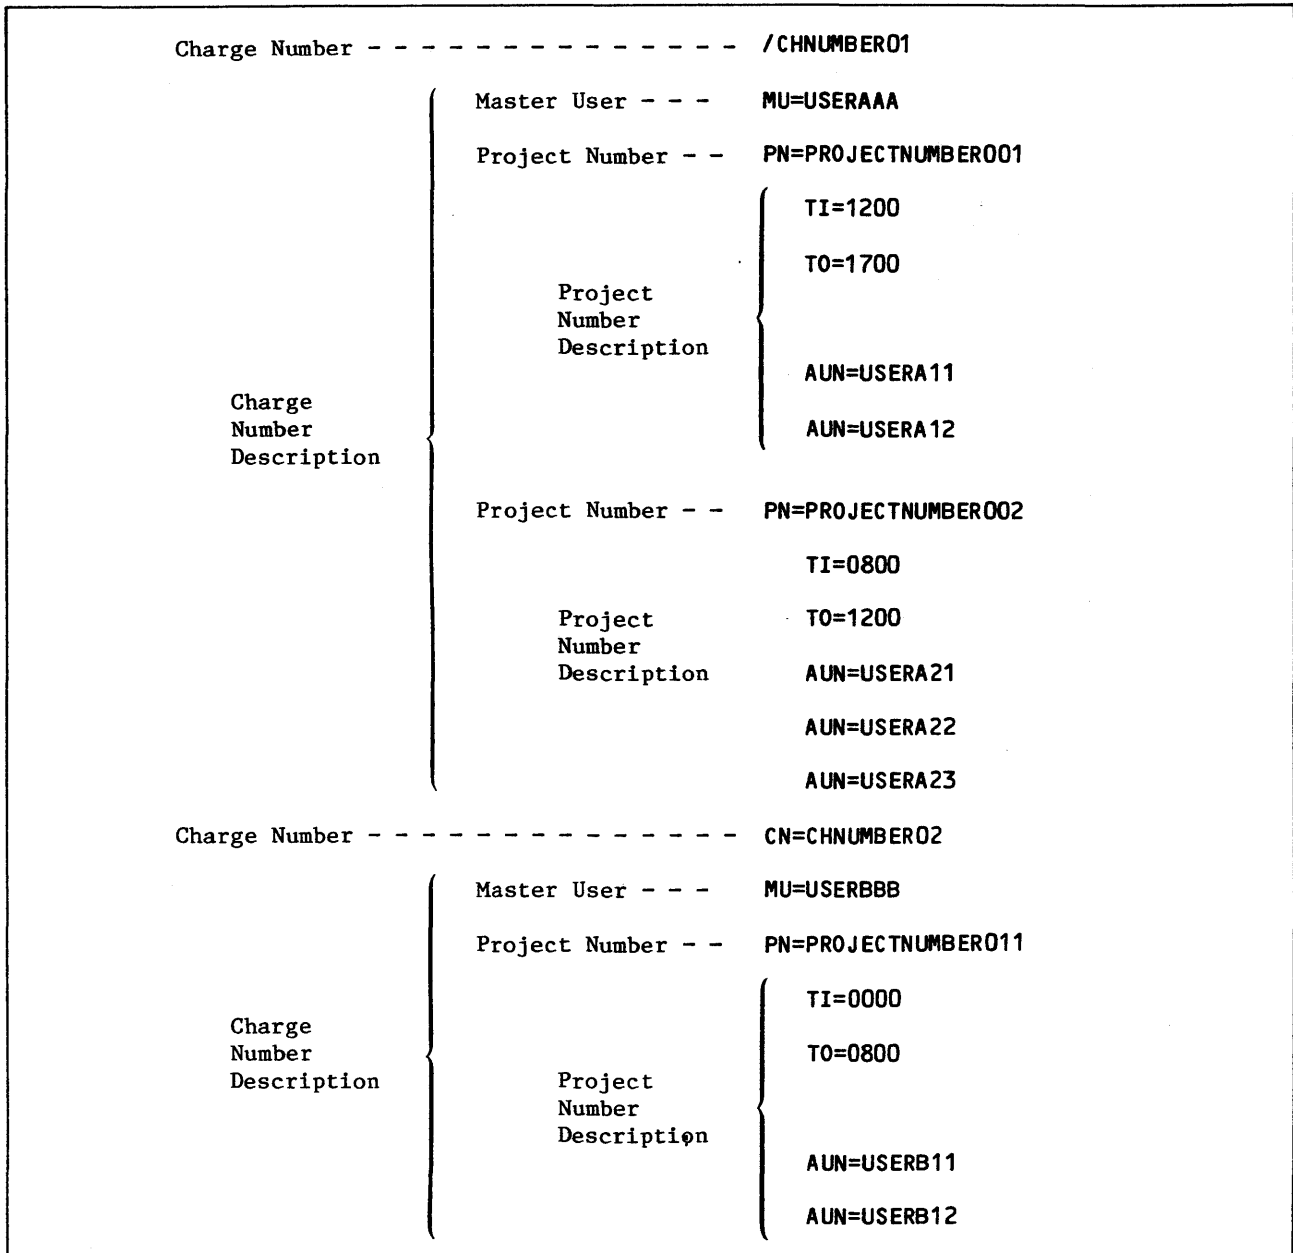 Charge Number - - - - - - - - - - - - - - /CHNUMBER01
Master User - - - MU=USERAAA
Project Number - - PN=PROJECTNUMBER001
TI=1200
TO=1700
Project
Number
Description
AUN=USERA11
AUN=USERA12
Charge
Number
Description
Project Number - - PN=PROJECTNUMBER002
TI=0800
TO=1200
Project
Number
Description
AUN=USERA21
AUN=USERA22
AUN=USERA23
Charge Number - - - - - - - - - - - - - - CN=CHNUMBER02
Master User - - - MU=USERBBB
Project Number - - PN=PROJECTNUMBER011
TI=0000
TO=0800
Charge
Number
Description
Project
Number
Description
AUN=USERB11
AUN=USERB12